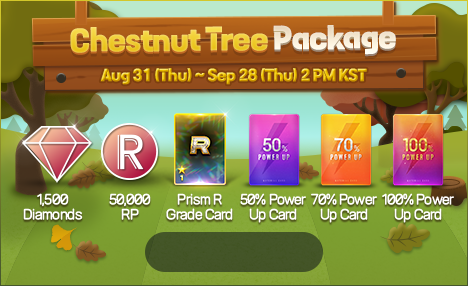 Chestnut Tree Package
Aug 31 (Thu) ~ Sep 28 (Thu) 2 PM KST
R
R
50%
POWER UP
70%
POWER UP
100%
POWER UP
1,500
Diamonds
50,000
RP
Prism R
Grade Card
50% Power
Up Card
70% Power
Up Card
100% Power
Up Card